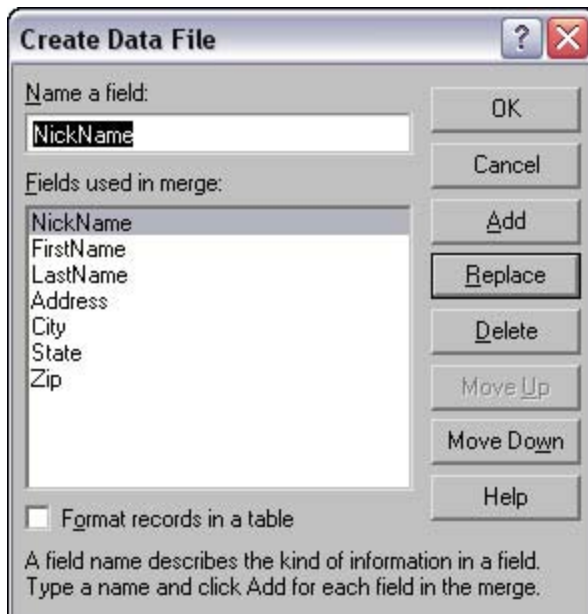 Create Data File
?
Name a field:
NickName
Fields used in merge:
NickName
FirstName
LastName
Address
City
State
Zip
OK
Cancel
Add
Replace
Delete
Move Up
Move Down
Help
Format records in a table
A field name describes the kind of information in a field.
Type a name and click Add for each field in the merge.